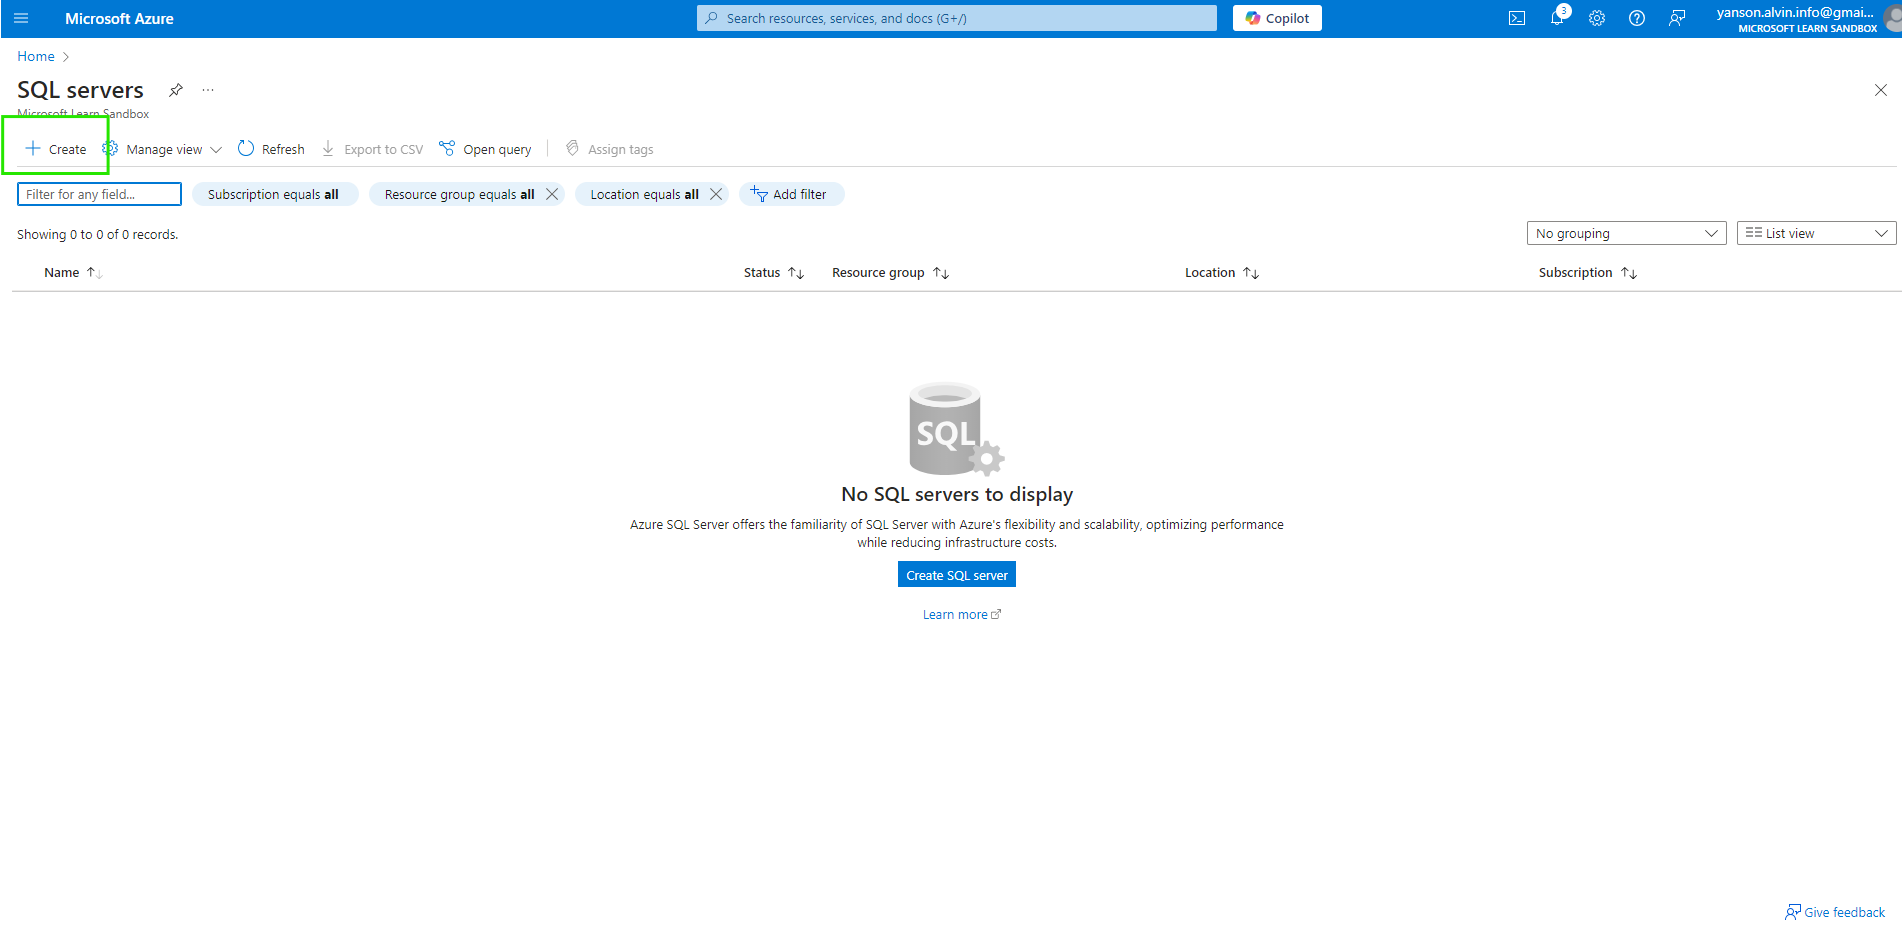 Microsoft Azure
Search resources, services, and docs (G+/)
Copilot
3
yanson.alvin.info@gmai...
MICROSOFT LEARN SANDBOX
Home
SQL servers
...
Microsoft Learn Sandbox
Create
Manage view
Refresh
Export to CSV
Open query
Assign tags
Filter for any field...
Subscription equals all
Resource group equals all
Location equals all
Add filter
Showing 0 to 0 of 0 records.
No grouping
List view
Name
Status
Resource group
Location
Subscription
SQL
No SQL servers to display
Azure SQL Server offers the familiarity of SQL Server with Azure's flexibility and scalability, optimizing performance
while reducing infrastructure costs.
Create SQL server
Learn more
Give feedback